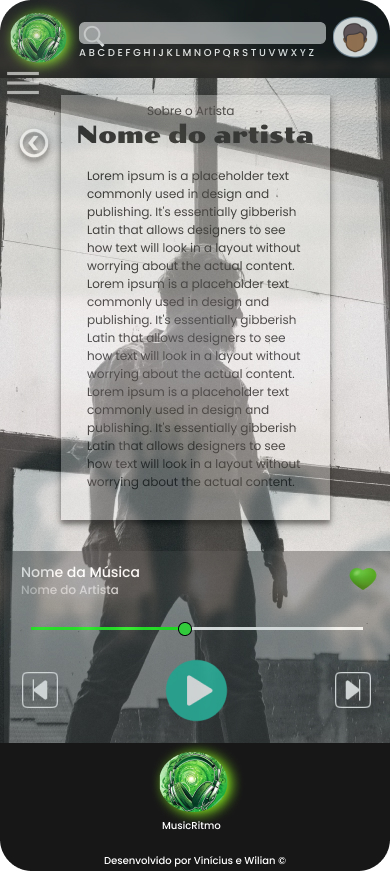 A B C D E F G H I J K L M N O P Q R S T U V W X Y Z
Sobre o Artista
Nome do artista
Lorem ipsum is a placeholder text
commonly used in design and
publishing. It's essentially gibberish
Latin that allows designers to see
how text will look in a layout without
worrying about the actual content.
Lorem ipsum is a placeholder text
commonly used in design and
publishing. It's essentially gibberish
Latin that allows designers to see
how text will look in a layout without
worrying about the actual content.
Lorem ipsum is a placeholder text
commonly used in design and
publishing. It's essentially gibberish
Latin that allows designers to see
how text will look in a layout without
worrying about the actual content.
Nome da Música
Nome do Artista
MusicRitmo
Desenvolvido por Vinícius e Wilian ©